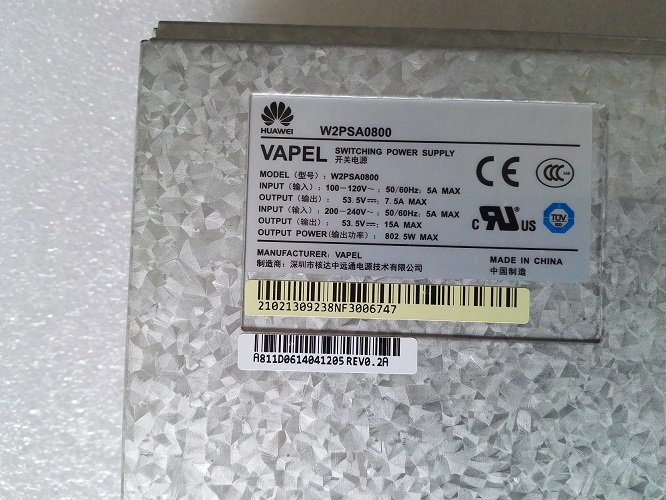 HUAWEI
W2PSA0800
VAPEL SWITCHING POWER SUPPLY
开关电源
MODEL (型号): W2PSA0800
INPUT (输入): 100—120V~; 50/60Hz; 5A MAX
OUTPUT (输出): 53.5V⎓; 7.5A MAX
INPUT (输入): 200-240V~; 50/60Hz; 5A MAX
OUTPUT (输出): 53.5V⎓; 15A MAX
OUTPUT POWER(输出功率): 802.5W MAX
CE
CCC
C UL US
TÜV
MANUFACTURER: VAPEL
制造商: 深圳市核达中远通电源技术有限公司
MADE IN CHINA
中国制造
21021309238NF3006747
A811D0614041205 REV0.2A